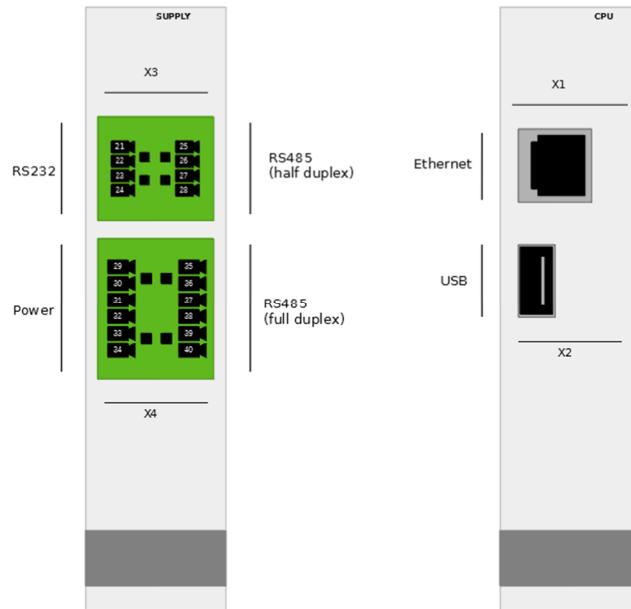 SUPPLY
X3
RS232
21
22
23
24
25
26
27
28
RS485
(half duplex)
Power
29
30
31
32
33
34
35
36
37
38
39
40
RS485
(full duplex)
X4
CPU
X1
Ethernet
USB
X2